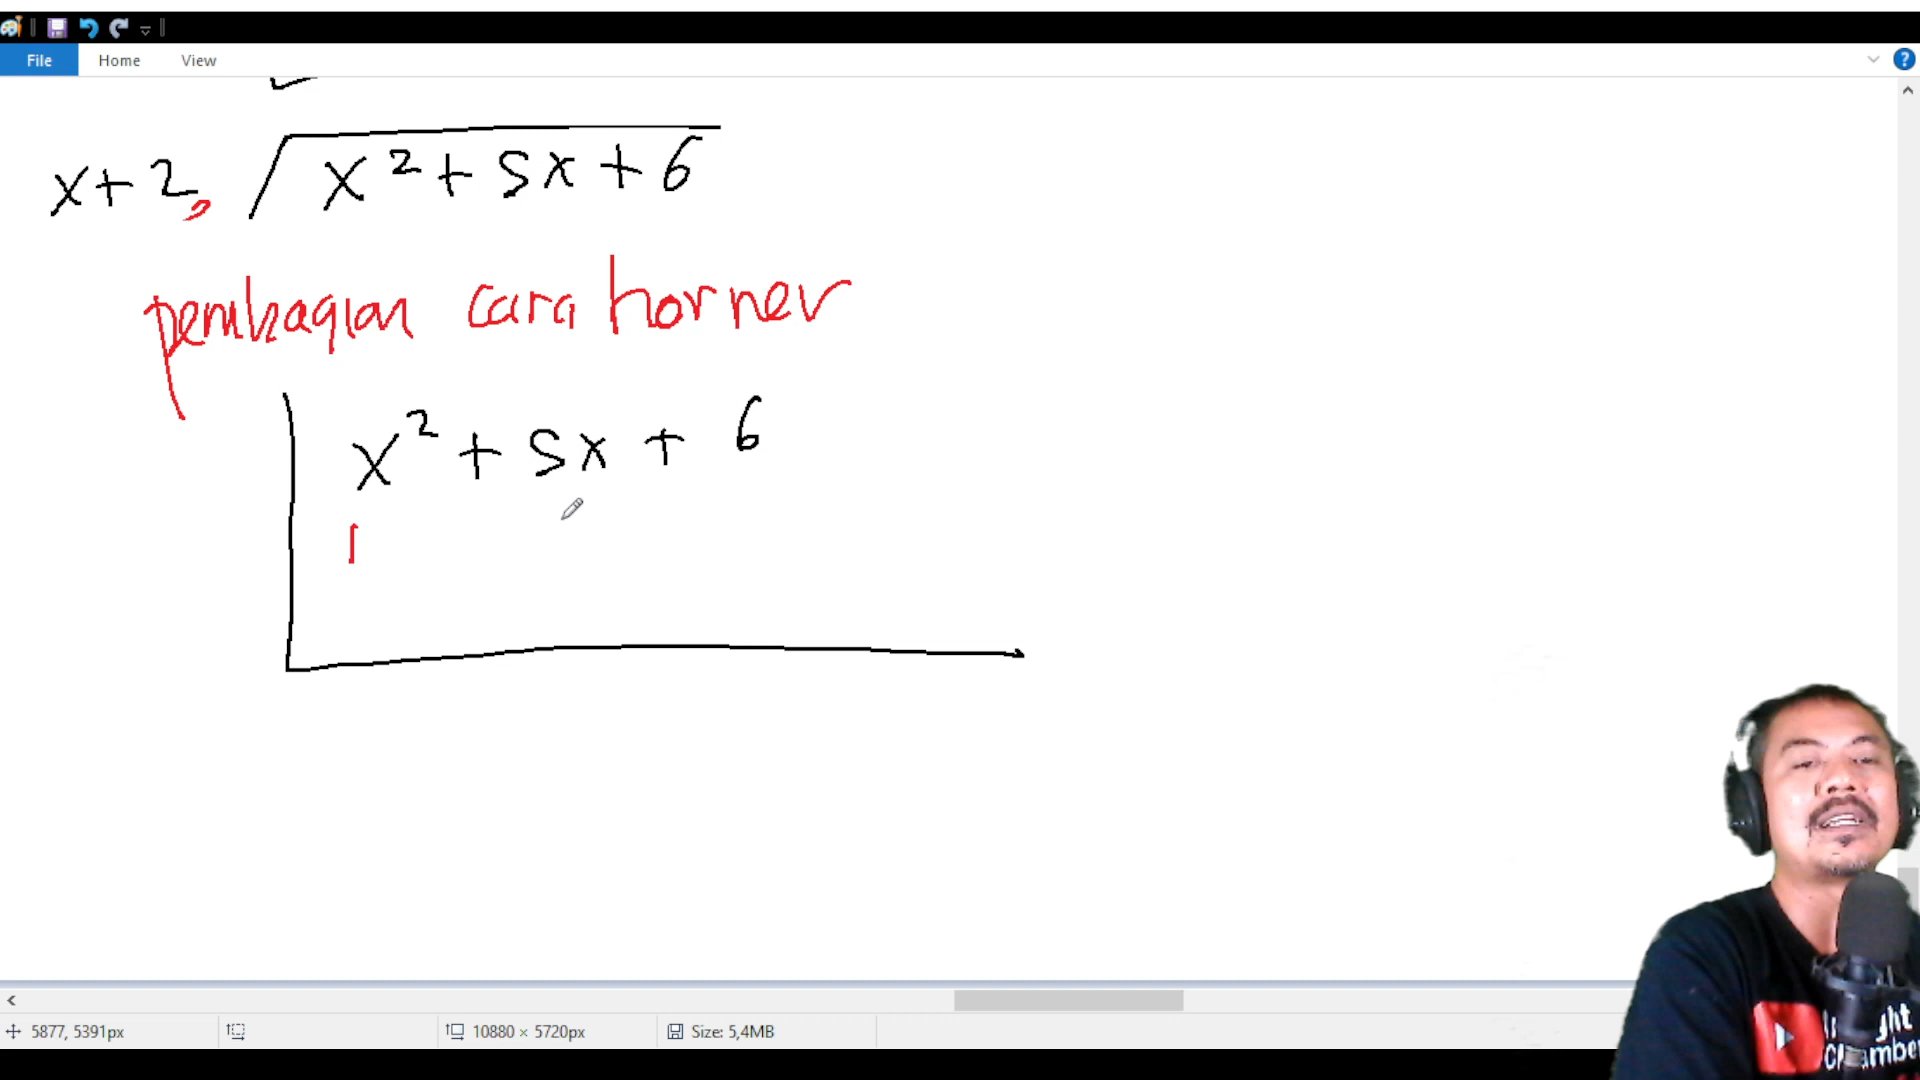 File Home View
x+2, x² + 5x + 6
pembagian cara horner
x² + 5x + 6
1
5877, 5391px 10880 × 5720px Size: 5,4MB